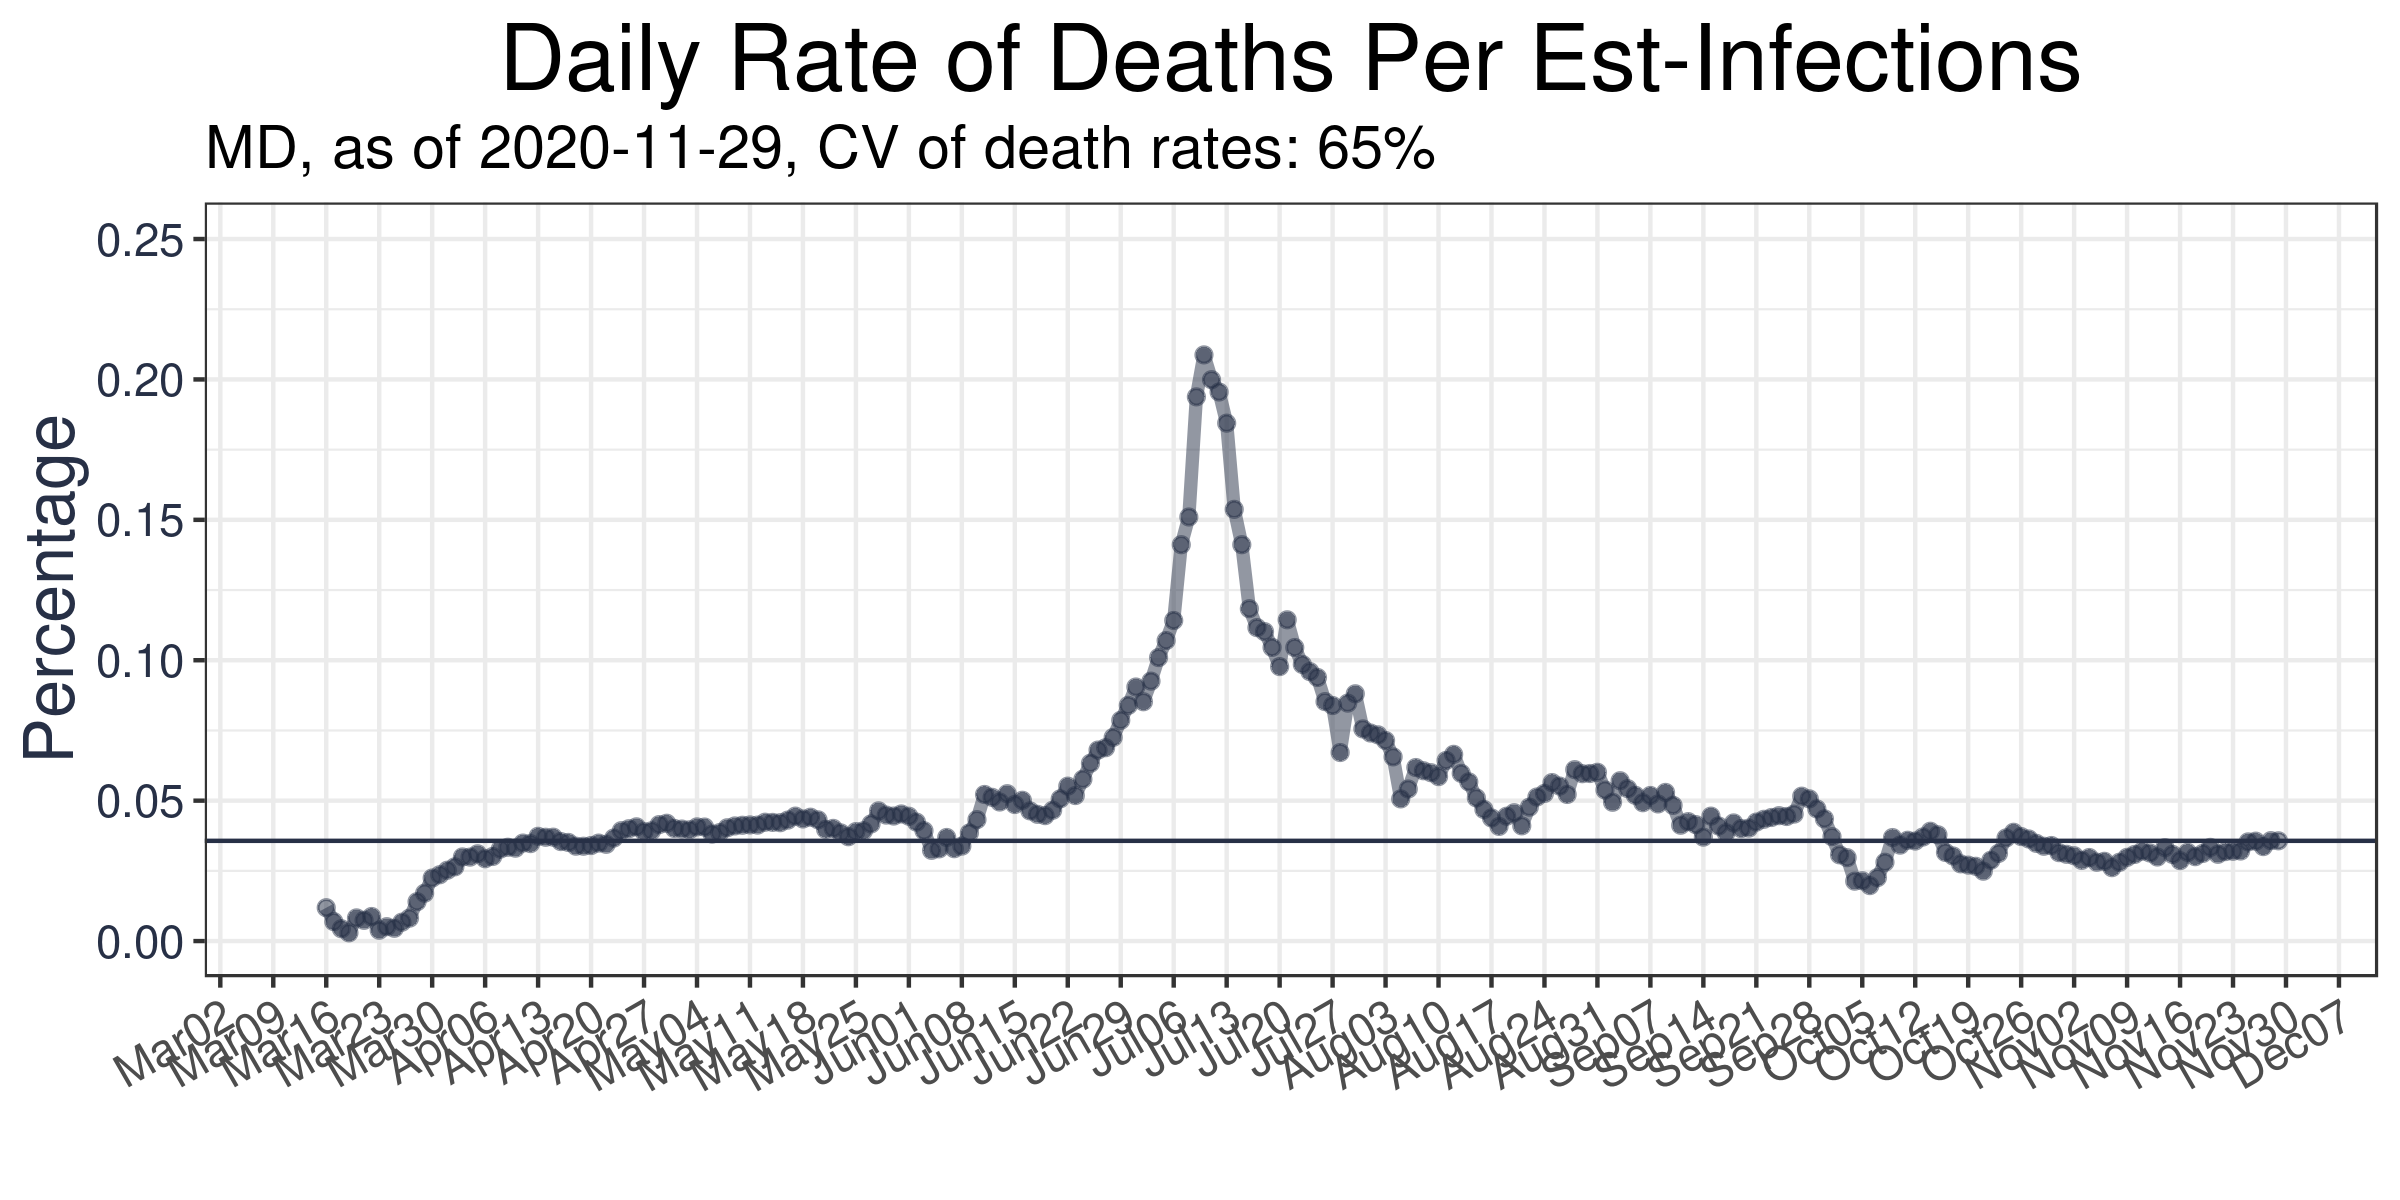 Daily Rate of Deaths Per Est-Infections
MD, as of 2020-11-29, CV of death rates: 65%
Percentage
0.25
0.20
0.15
0.10
0.05
0.00
Mar02
Mar09
Mar16
Mar23
Mar30
Apr06
Apr13
Apr20
Apr27
May04
May11
May18
May25
Jun01
Jun08
Jun15
Jun22
Jun29
Jul06
Jul13
Jul20
Jul27
Aug03
Aug10
Aug17
Aug24
Aug31
Sep07
Sep14
Sep21
Sep28
Oct05
Oct12
Oct19
Oct26
Nov02
Nov09
Nov16
Nov23
Nov30
Dec07